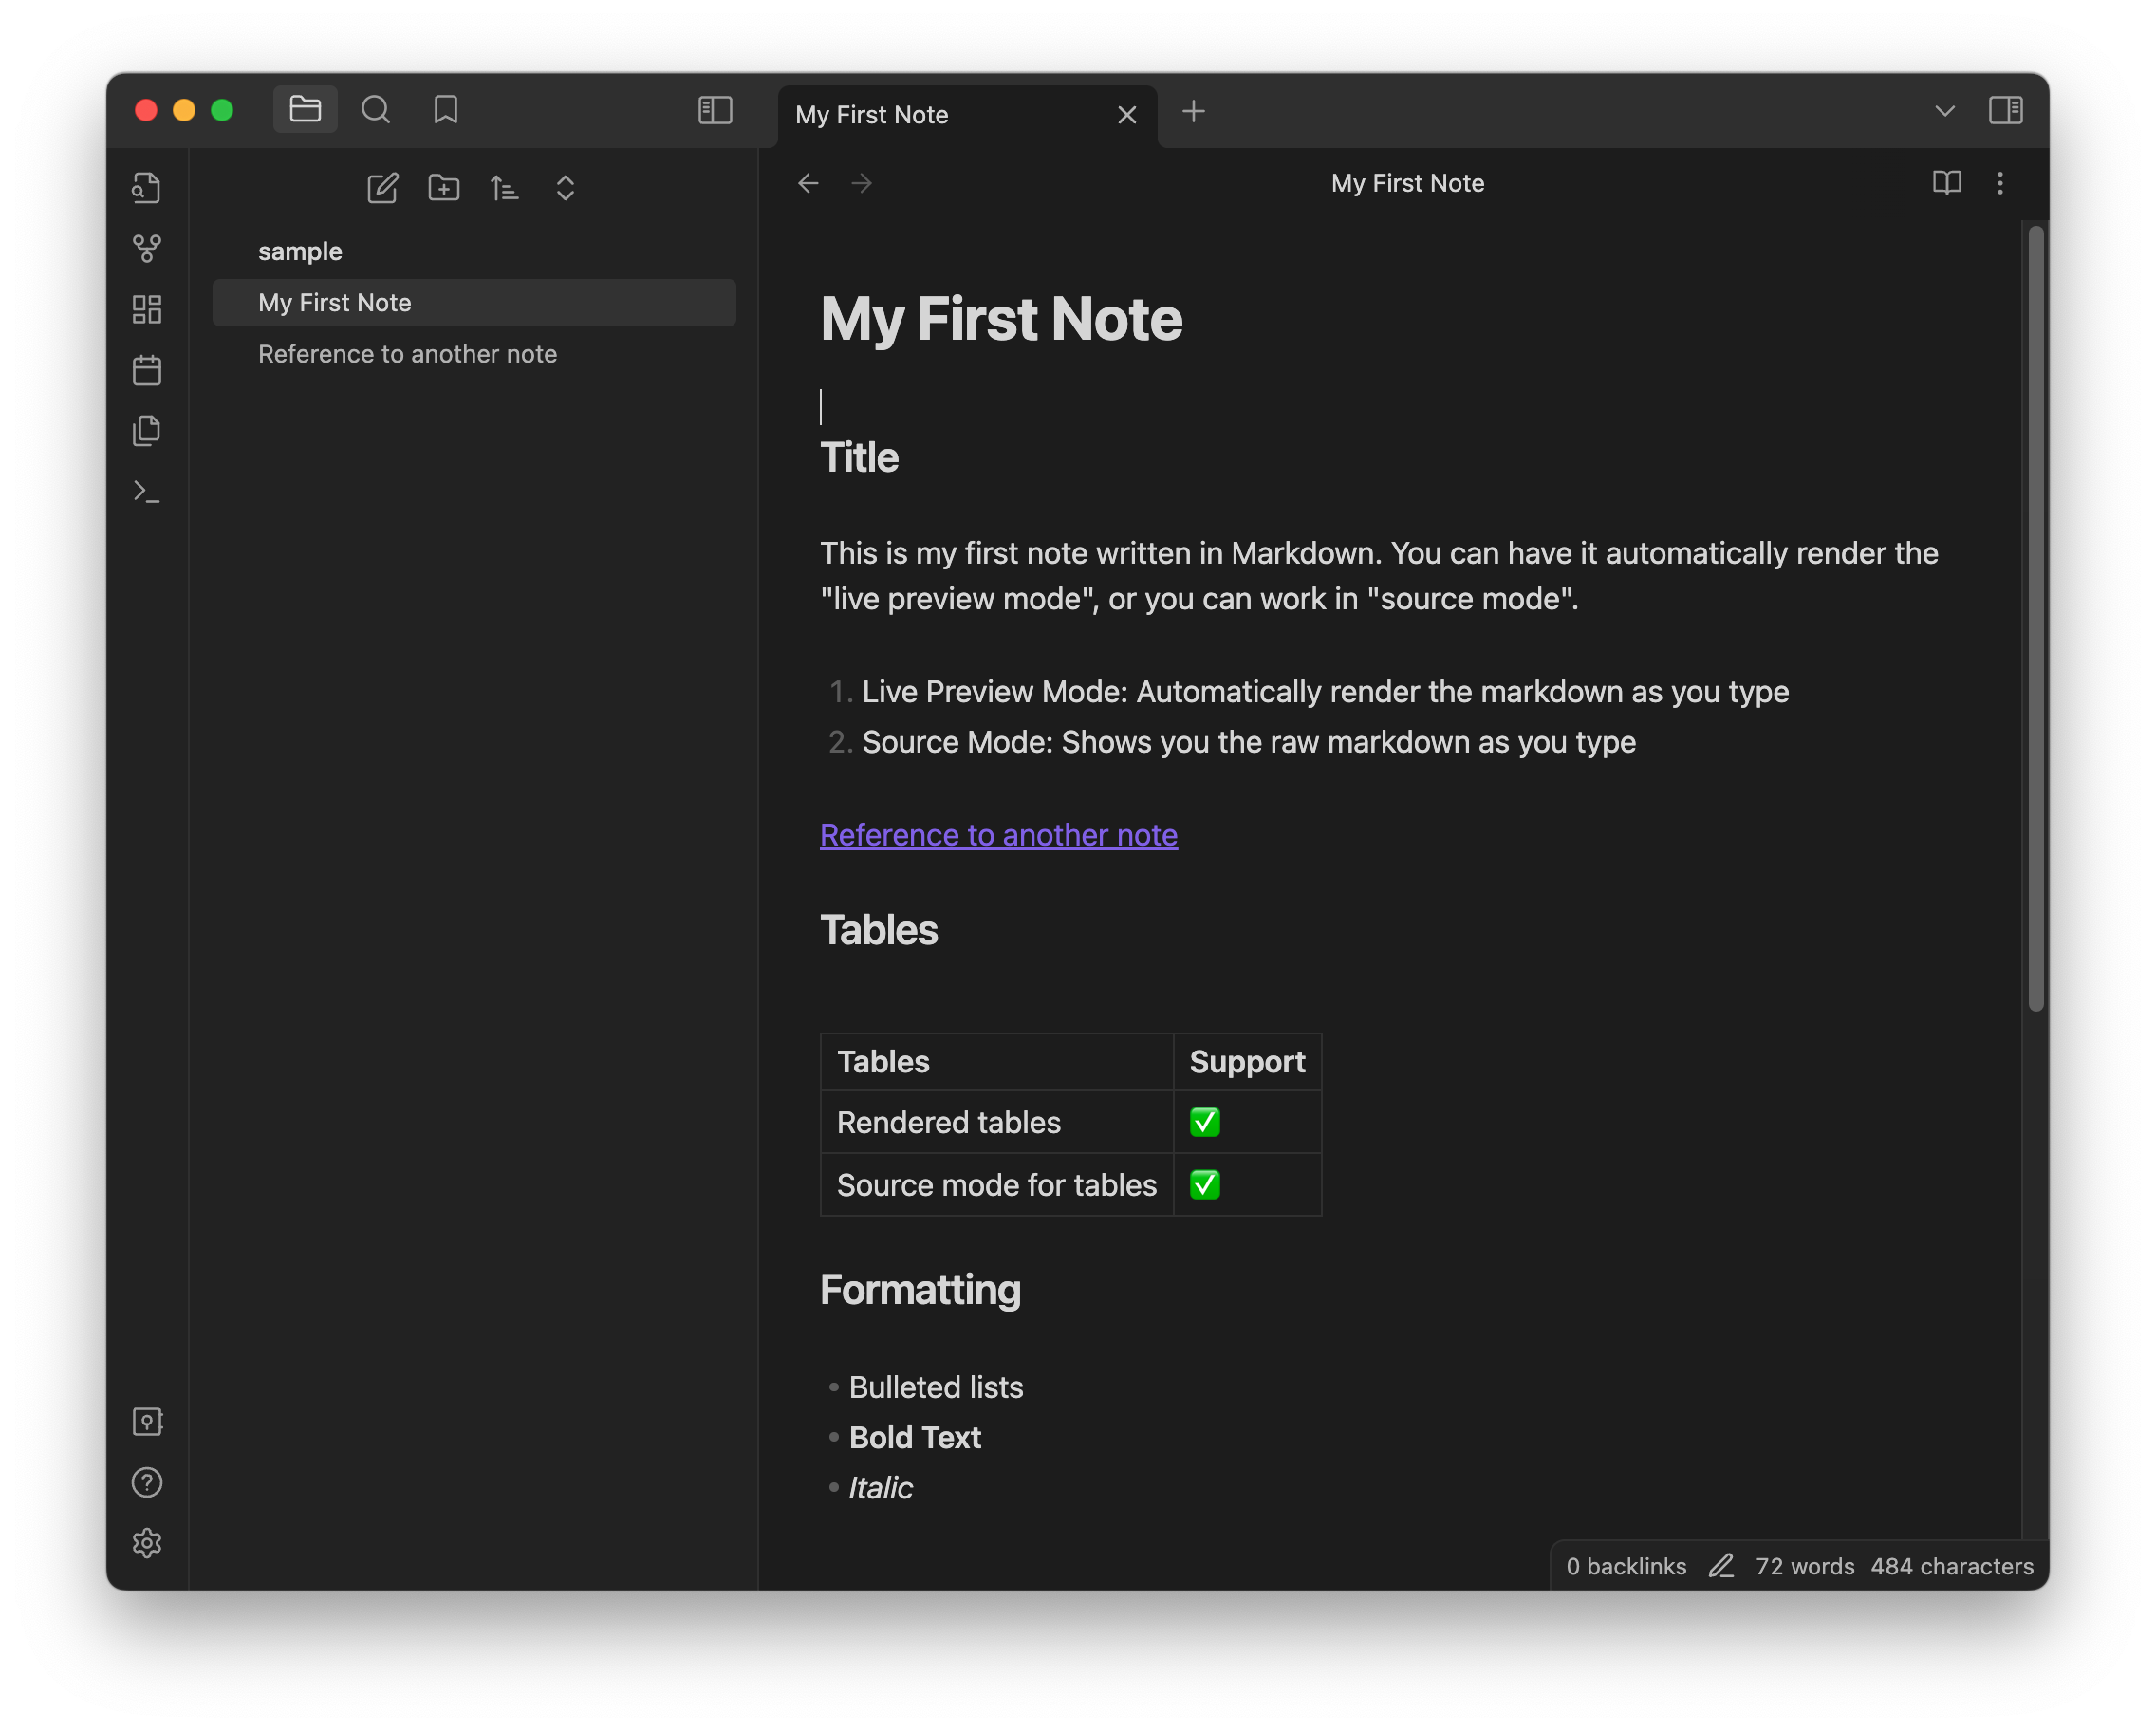 My First Note
My First Note
sample
My First Note
Reference to another note
My First Note
Title
This is my first note written in Markdown. You can have it automatically render the
"live preview mode", or you can work in "source mode".
1. Live Preview Mode: Automatically render the markdown as you type
2. Source Mode: Shows you the raw markdown as you type
Reference to another note
Tables
Tables Support
Rendered tables ✅
Source mode for tables ✅
Formatting
• Bulleted lists
• Bold Text
• Italic
0 backlinks 72 words 484 characters